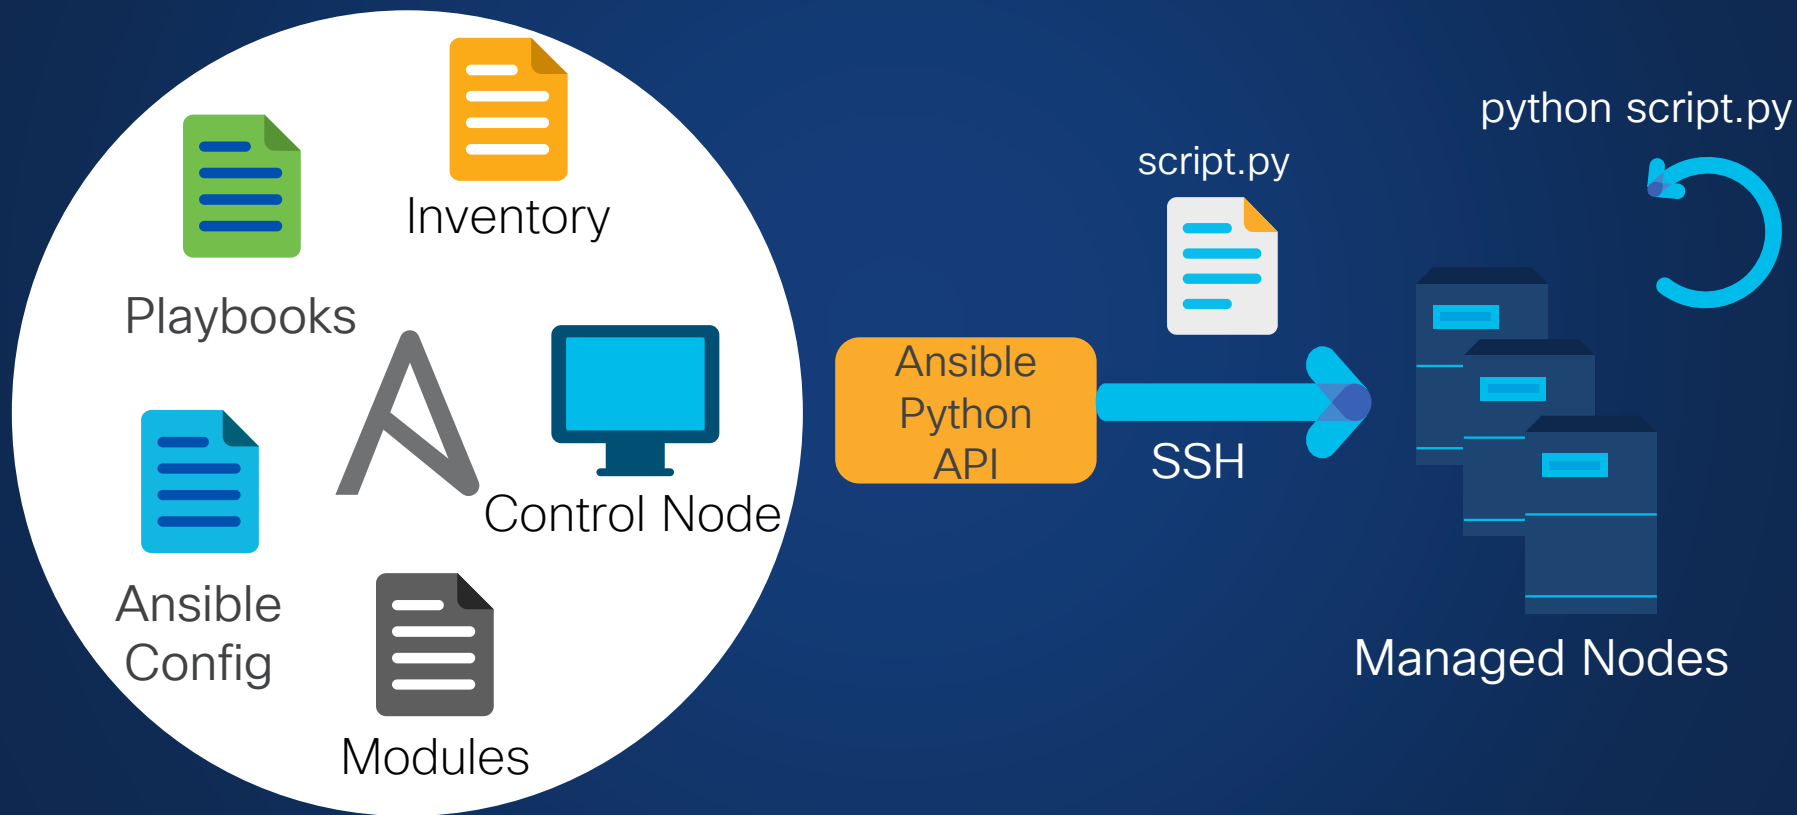 Inventory
Playbooks
Control Node
Ansible
Config
Modules
Ansible
Python
API
script.py
SSH
python script.py
Managed Nodes